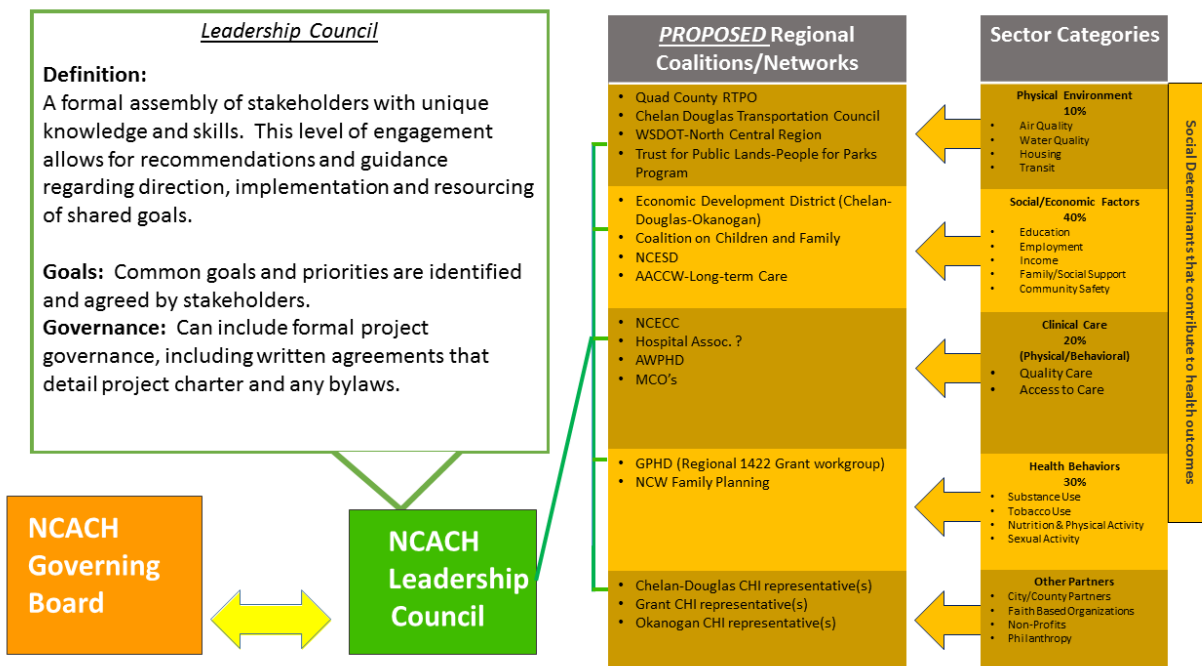 Leadership Council
Definition:
A formal assembly of stakeholders with unique
knowledge and skills.  This level of engagement
allows for recommendations and guidance
regarding direction, implementation and resourcing
of shared goals.
Goals:  Common goals and priorities are identified
and agreed by stakeholders.
Governance:  Can include formal project
governance, including written agreements that
detail project charter and any bylaws.
NCACH
Governing
Board
NCACH
Leadership
Council
PROPOSED Regional
Coalitions/Networks
• Quad County RTPO
• Chelan Douglas Transportation Council
• WSDOT-North Central Region
• Trust for Public Lands-People for Parks
Program
• Economic Development District (Chelan-
Douglas-Okanogan)
• Coalition on Children and Family
• NCESD
• AACCW-Long-term Care
• NCECC
• Hospital Assoc. ?
• AWPHD
• MCO's
• GPHD (Regional 1422 Grant workgroup)
• NCW Family Planning
• Chelan-Douglas CHI representative(s)
• Grant CHI representative(s)
• Okanogan CHI representative(s)
Sector Categories
Physical Environment
10%
• Air Quality
• Water Quality
• Housing
• Transit
Social/Economic Factors
40%
• Education
• Employment
• Income
• Family/Social Support
• Community Safety
Clinical Care
20%
(Physical/Behavioral)
• Quality Care
• Access to Care
Health Behaviors
30%
• Substance Use
• Tobacco Use
• Nutrition & Physical Activity
• Sexual Activity
Other Partners
• City/County Partners
• Faith Based Organizations
• Non-Profits
• Philanthropy
Social Determinants that contribute to health outcomes